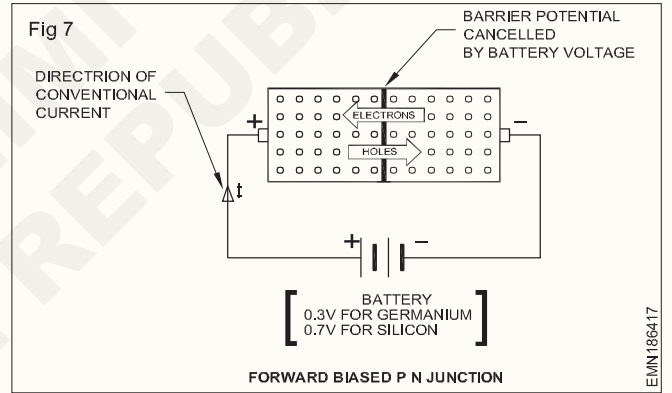 Fig 7
BARRIER POTENTIAL
CANCELLED
BY BATTERY VOLTAGE
DIRECTRION OF
CONVENTIONAL
CURRENT
ELECTRONS
HOLES
+
−
t
+
−
BATTERY
0.3V FOR GERMANIUM
0.7V FOR SILICON
FORWARD BIASED P N JUNCTION
EMN186417